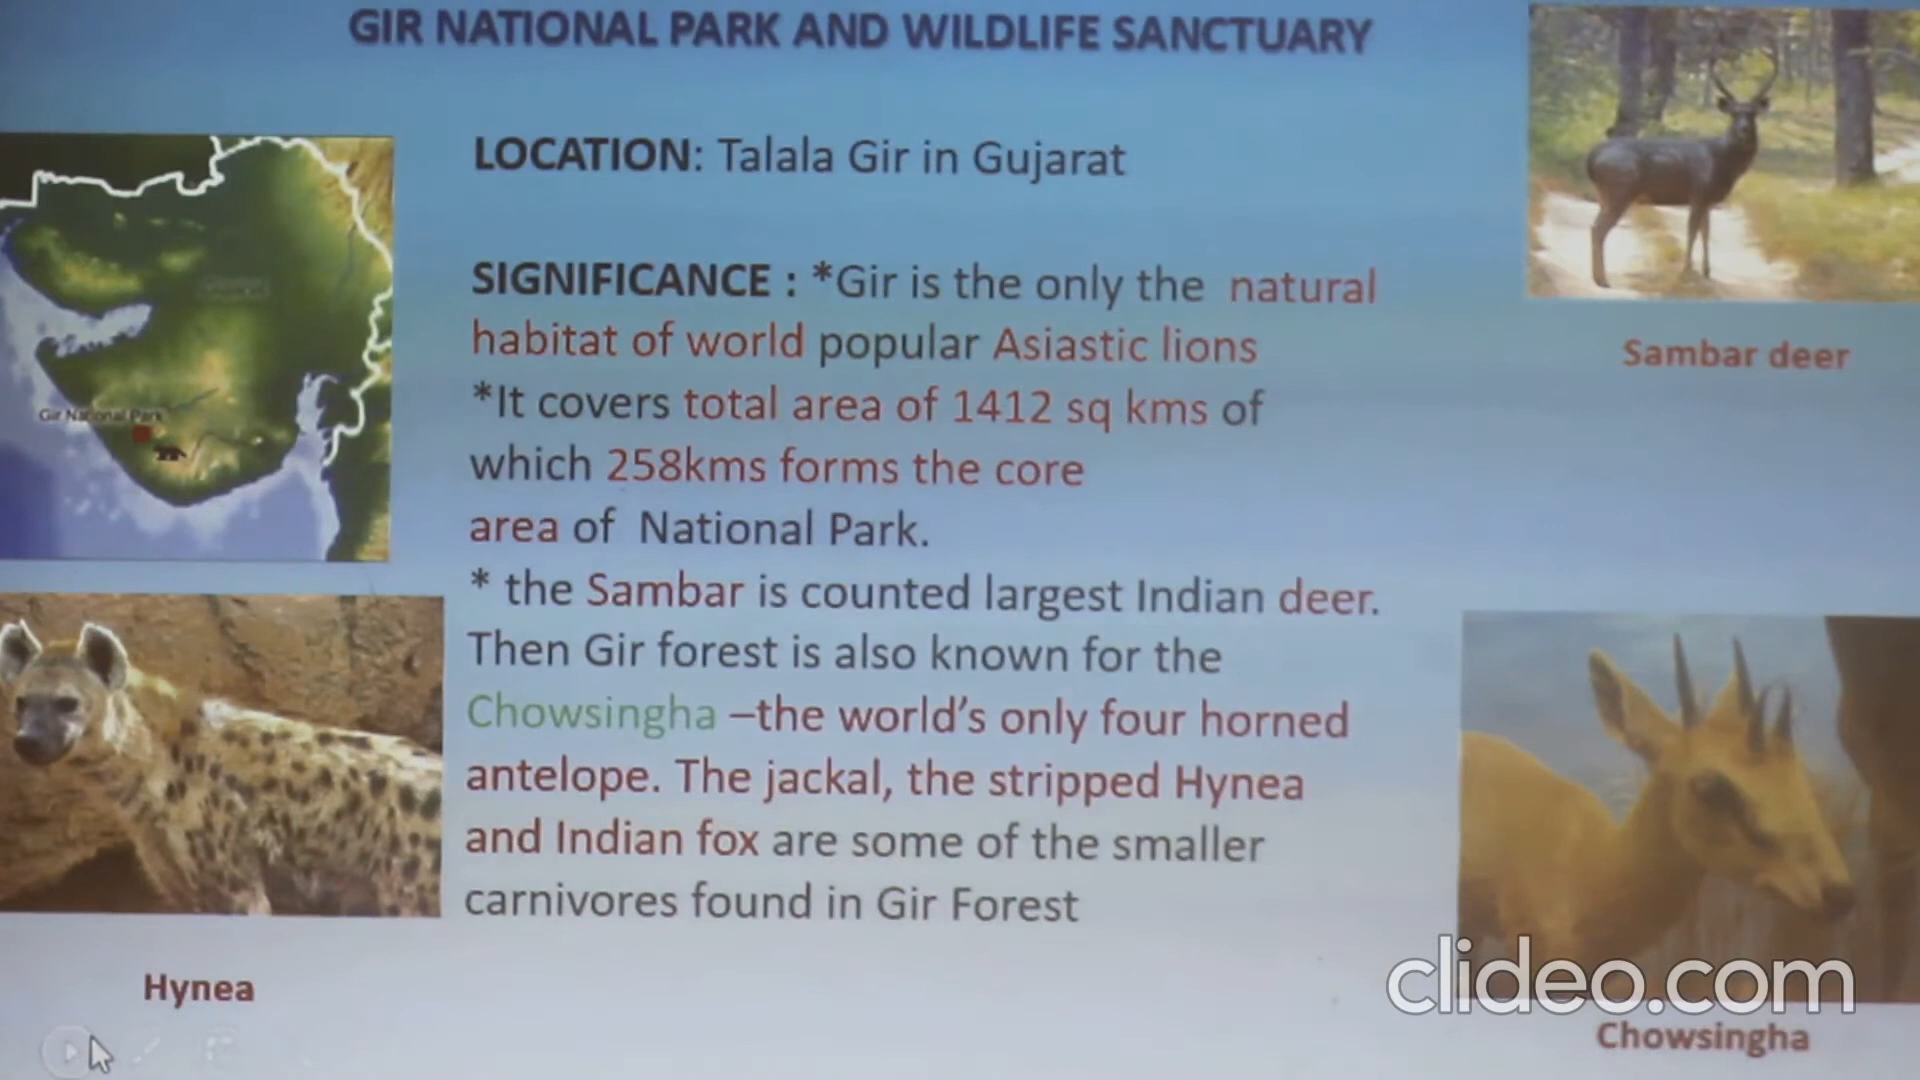 GIR NATIONAL PARK AND WILDLIFE SANCTUARY
LOCATION: Talala Gir in Gujarat
SIGNIFICANCE : *Gir is the only the natural
habitat of world popular Asiastic lions
*It covers total area of 1412 sq kms of
which 258kms forms the core
area of National Park.
* the Sambar is counted largest Indian deer.
Then Gir forest is also known for the
Chowsingha –the world's only four horned
antelope. The jackal, the stripped Hynea
and Indian fox are some of the smaller
carnivores found in Gir Forest
Gir National Park
Hynea
Sambar deer
Chowsingha
clideo.com